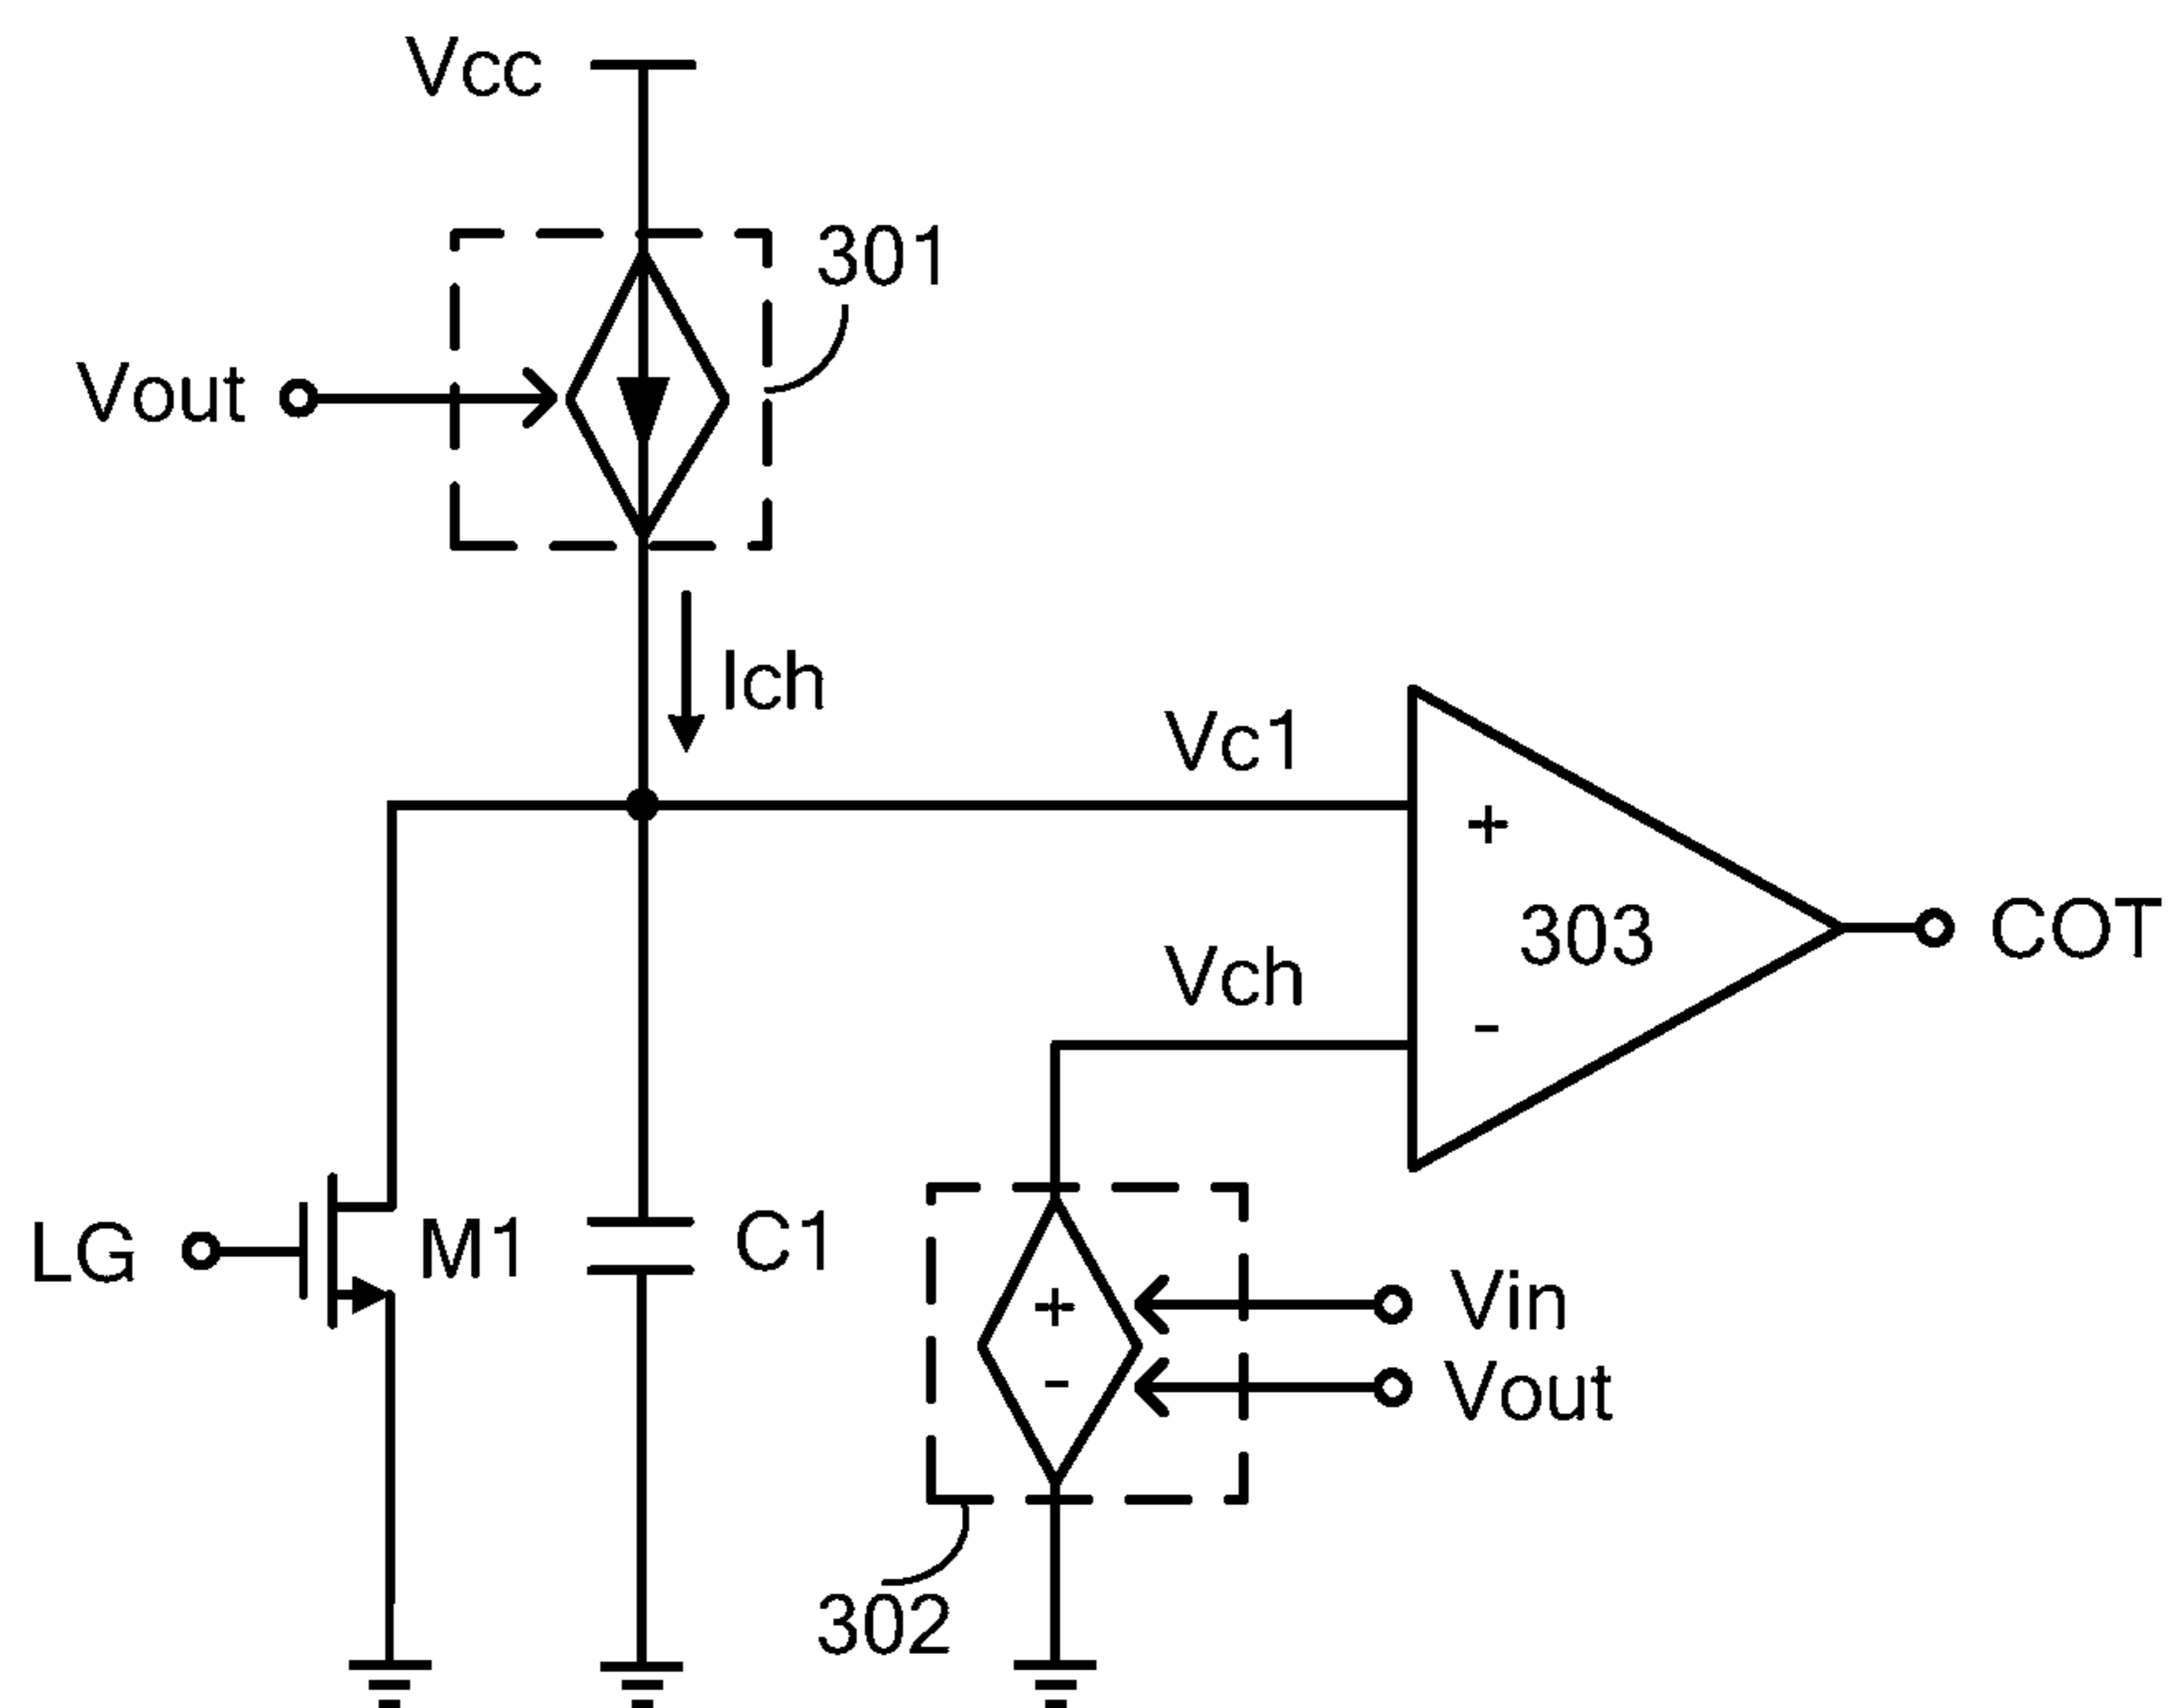 Vcc
301
Vout
Ich
Vc1
+
303
COT
Vch
-
LG
M1
C1
+
Vin
-
Vout
302